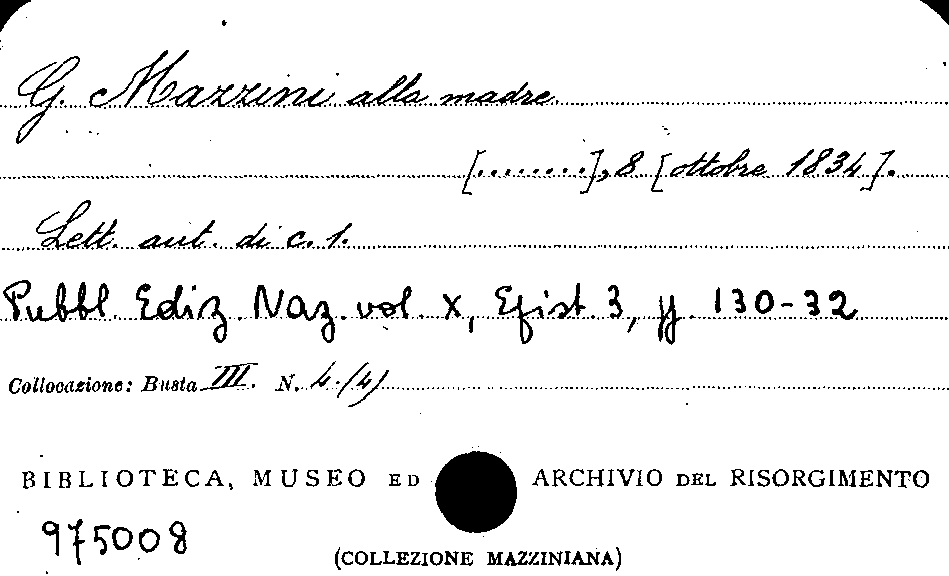 G. Mazzini alla madre
[.........], 8 [ottobre 1834].
Lett. aut. di c. 1.
Pubbl. Ediz. Naz. vol. X, Epist. 3, pp. 130-32
Collocazione: Busta III. N. 4.(4)
BIBLIOTECA, MUSEO ED ARCHIVIO DEL RISORGIMENTO
975008
(COLLEZIONE MAZZINIANA)